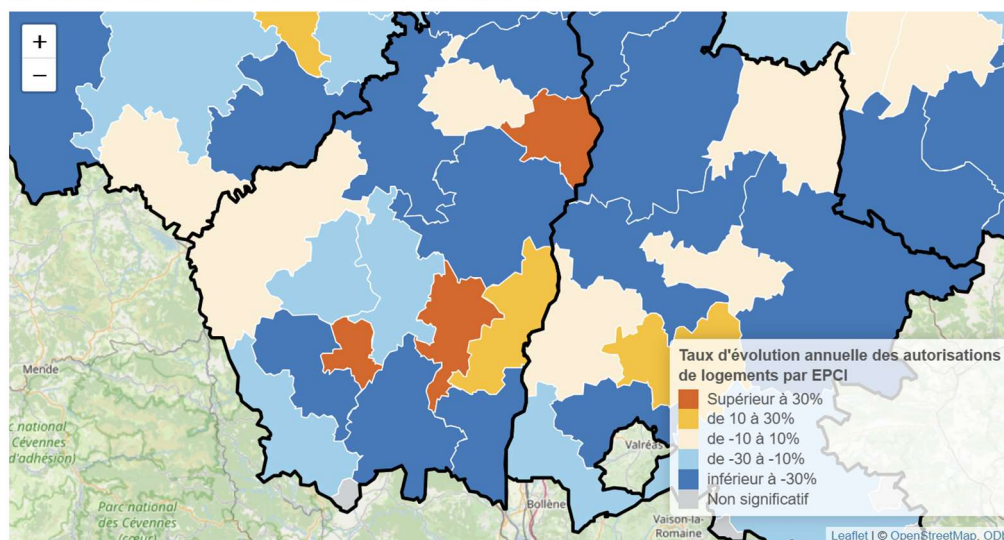 +
−
Taux d'évolution annuelle des autorisations
de logements par EPCI
Supérieur à 30%
de 10 à 30%
de -10 à 10%
de -30 à -10%
inférieur à -30%
Non significatif
Mende
c national
Cévennes
d'adhésion)
Parc national
des Cévennes
(cœur)
Valréas
Bollène
Vaison-la-
Romaine
Leaflet | © OpenStreetMap, OD